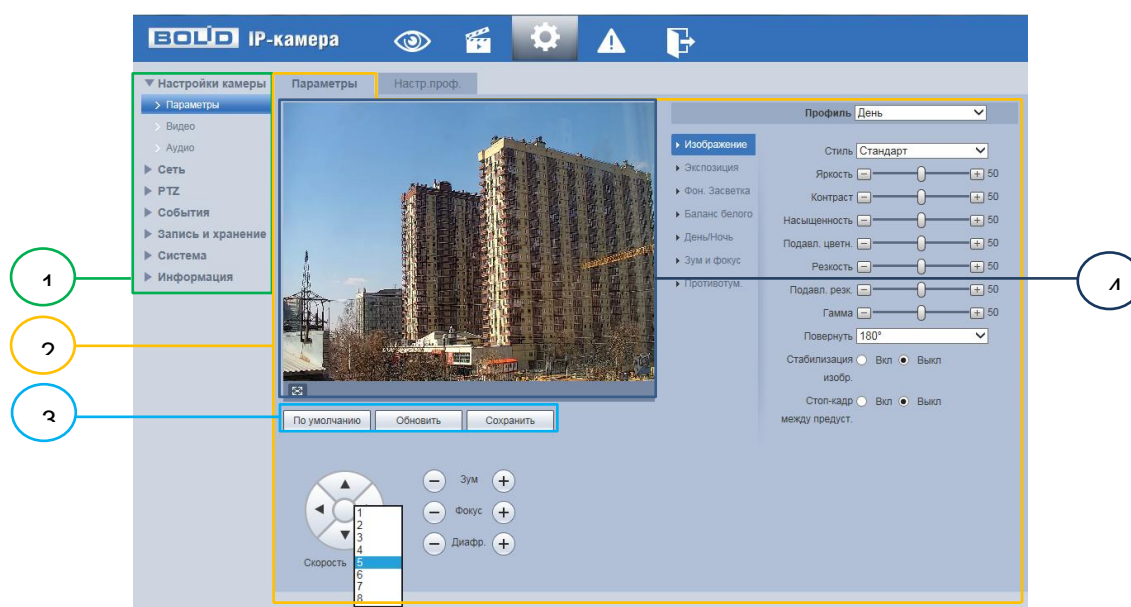 BOLID IP-камера
Настройки камеры
Параметры
Видео
Аудио
Сеть
PTZ
События
Запись и хранение
Система
Информация
1
2
3
4
Параметры
Настр.проф.
По умолчанию
Обновить
Сохранить
Скорость
1
2
3
4
5
6
7
8
Зум
Фокус
Диафр.
Профиль День
Изображение
Экспозиция
Фон. Засветка
Баланс белого
День/Ночь
Зум и фокус
Противотум.
Стиль Стандарт
Яркость 50
Контраст 50
Насыщенность 50
Подавл. цветн. 50
Резкость 50
Подавл. резк. 50
Гамма 50
Повернуть 180°
Стабилизация Вкл Выкл
изобр.
Стоп-кадр Вкл Выкл
между предуст.